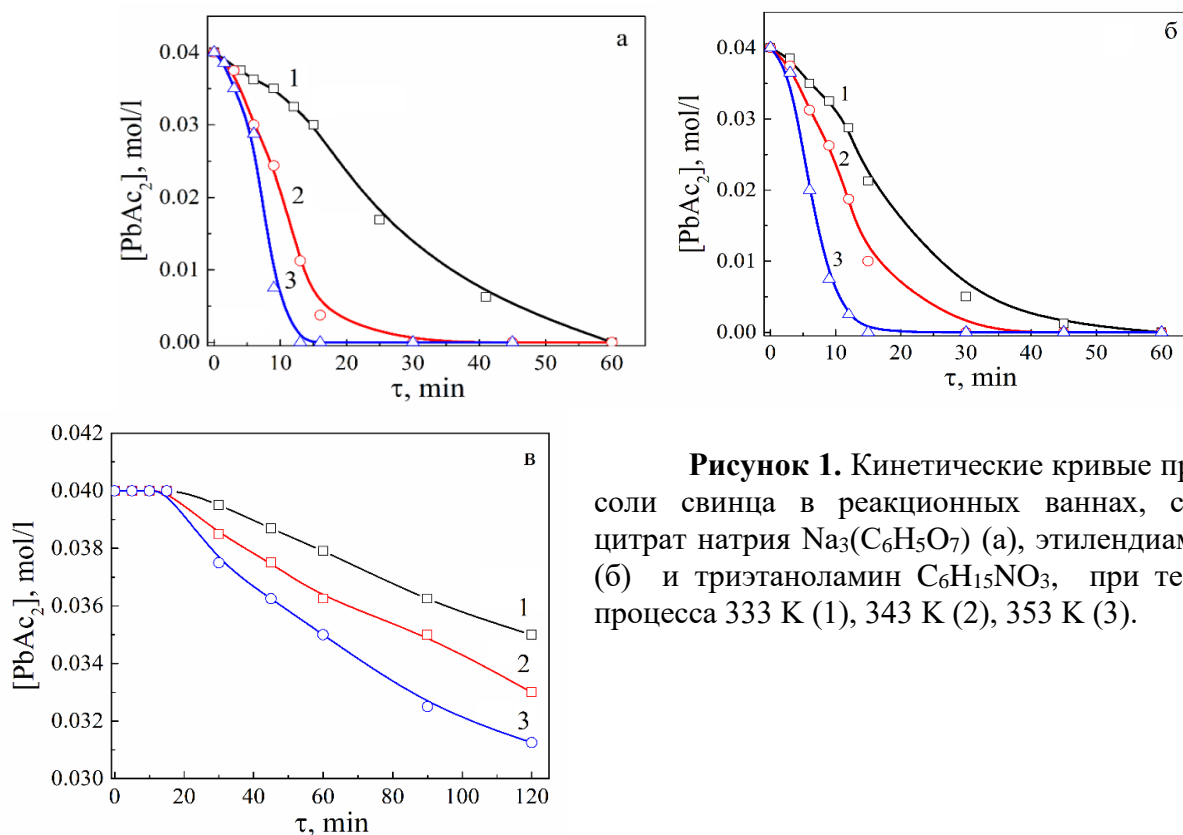 а
[PbAc₂], mol/l
0.04
0.03
0.02
0.01
0.00
1
2
3
0 10 20 30 40 50 60
τ, min
б
[PbAc₂], mol/l
0.04
0.03
0.02
0.01
0.00
1
2
3
0 10 20 30 40 50 60
τ, min
в
[PbAc₂], mol/l
0.042
0.040
0.038
0.036
0.034
0.032
0.030
1
2
3
0 20 40 60 80 100 120
τ, min
Рисунок 1. Кинетические кривые пр
соли свинца в реакционных ваннах, с
цитрат натрия Na₃(C₆H₅O₇) (а), этилендиам
(б) и триэтаноламин C₆H₁₅NO₃, при те
процесса 333 K (1), 343 K (2), 353 K (3).